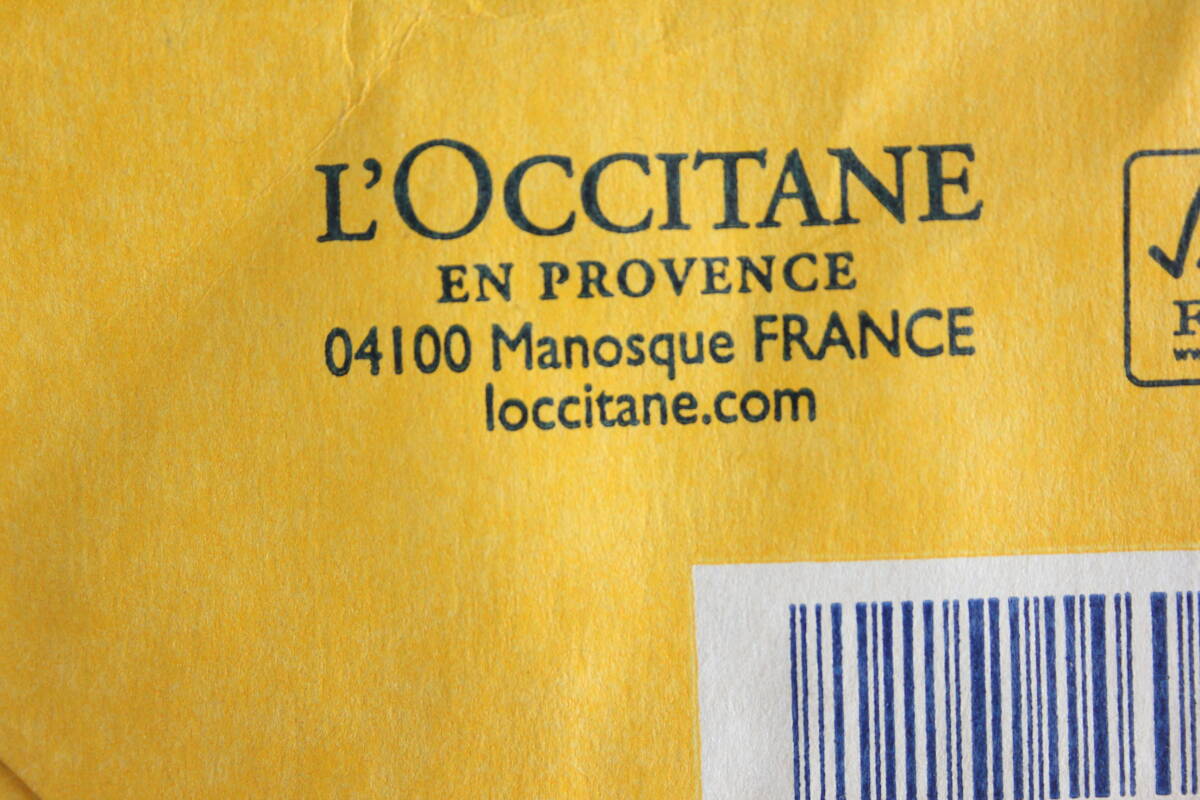 L'OCCITANE
EN PROVENCE
04100 Manosque FRANCE
loccitane.com